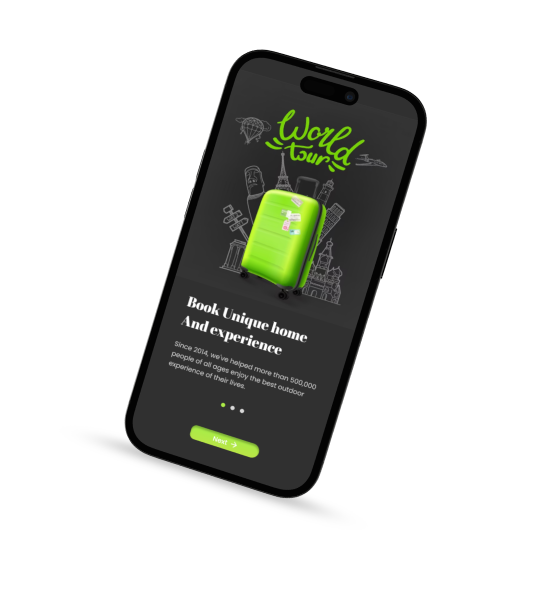 World
tour
Book Unique home
And experience
Since 2014, we've helped more than 500,000
people of all ages enjoy the best outdoor
experience of their lives.
Next →